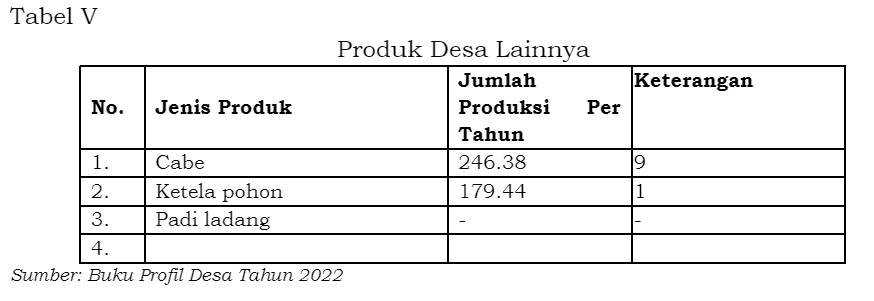 Tabel V
Produk Desa Lainnya
No. Jenis Produk Jumlah Produksi Per Tahun Keterangan
1. Cabe 246.38 9
2. Ketela pohon 179.44 1
3. Padi ladang - -
4.
Sumber: Buku Profil Desa Tahun 2022